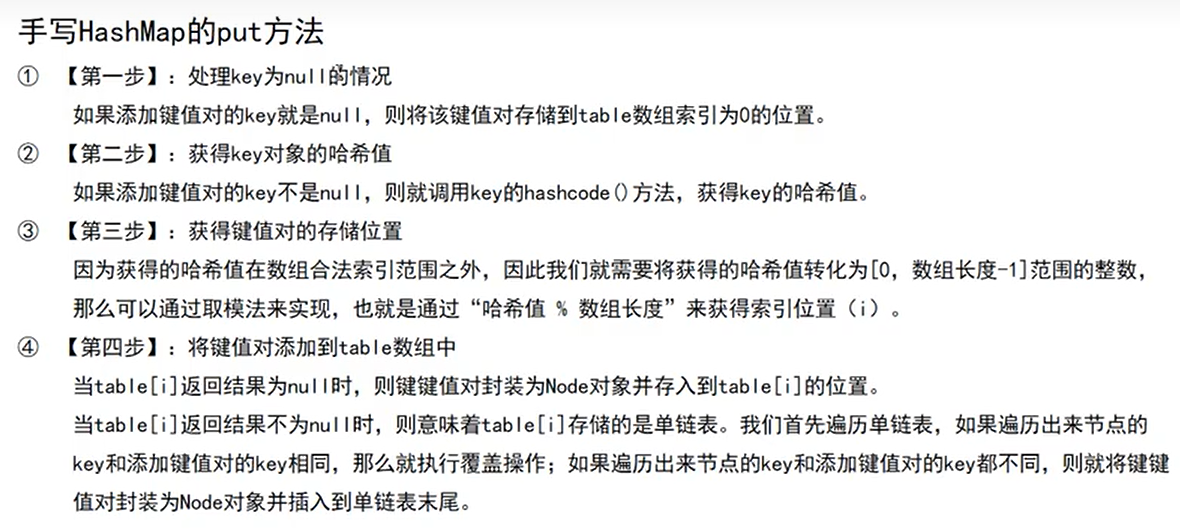 手写HashMap的put方法
① 【第一步】：处理key为null的情况
如果添加键值对的key就是null，则将该键值对存储到table数组索引为0的位置。
② 【第二步】：获得key对象的哈希值
如果添加键值对的key不是null，则就调用key的hashcode()方法，获得key的哈希值。
③ 【第三步】：获得键值对的存储位置
因为获得的哈希值在数组合法索引范围之外，因此我们就需要将获得的哈希值转化为[0，数组长度-1]范围的整数，
那么可以通过取模法来实现，也就是通过“哈希值 % 数组长度”来获得索引位置（i）。
④ 【第四步】：将键值对添加到table数组中
当table[i]返回结果为null时，则键键值对封装为Node对象并存入到table[i]的位置。
当table[i]返回结果不为null时，则意味着table[i]存储的是单链表。我们首先遍历单链表，如果遍历出来节点的
key和添加键值对的key相同，那么就执行覆盖操作；如果遍历出来节点的key和添加键值对的key都不同，则就将键键
值对封装为Node对象并插入到单链表末尾。